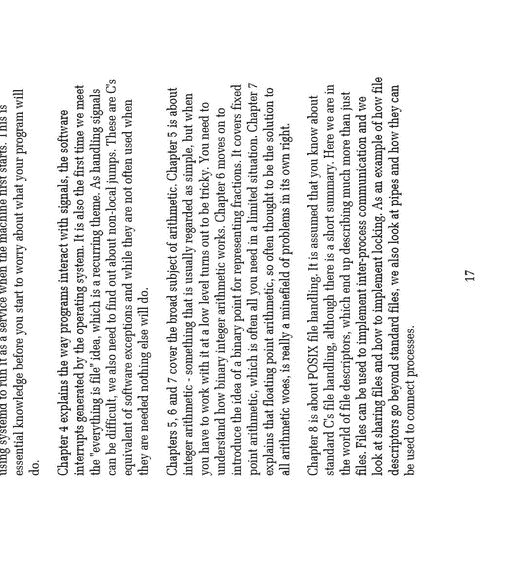 using systemd to run it as a service when the machine first starts. This is
essential knowledge before you start to worry about what your program will
do.
Chapter 4 explains the way programs interact with signals, the software
interrupts generated by the operating system. It is also the first time we meet
the "everything is file" idea, which is a recurring theme. As handling signals
can be difficult, we also need to find out about non-local jumps. These are C's
equivalent of software exceptions and while they are not often used when
they are needed nothing else will do.
Chapters 5, 6 and 7 cover the broad subject of arithmetic. Chapter 5 is about
integer arithmetic - something that is usually regarded as simple, but when
you have to work with it at a low level turns out to be tricky. You need to
understand how binary integer arithmetic works. Chapter 6 moves on to
introduce the idea of a binary point for representing fractions. It covers fixed
point arithmetic, which is often all you need in a limited situation. Chapter 7
explains that floating point arithmetic, so often thought to be the solution to
all arithmetic woes, is really a minefield of problems in its own right.
Chapter 8 is about POSIX file handling. It is assumed that you know about
standard C's file handling, although there is a short summary. Here we are in
the world of file descriptors, which end up describing much more than just
files. Files can be used to implement inter-process communication and we
look at sharing files and how to implement locking. As an example of how file
descriptors go beyond standard files, we also look at pipes and how they can
be used to connect processes.
17